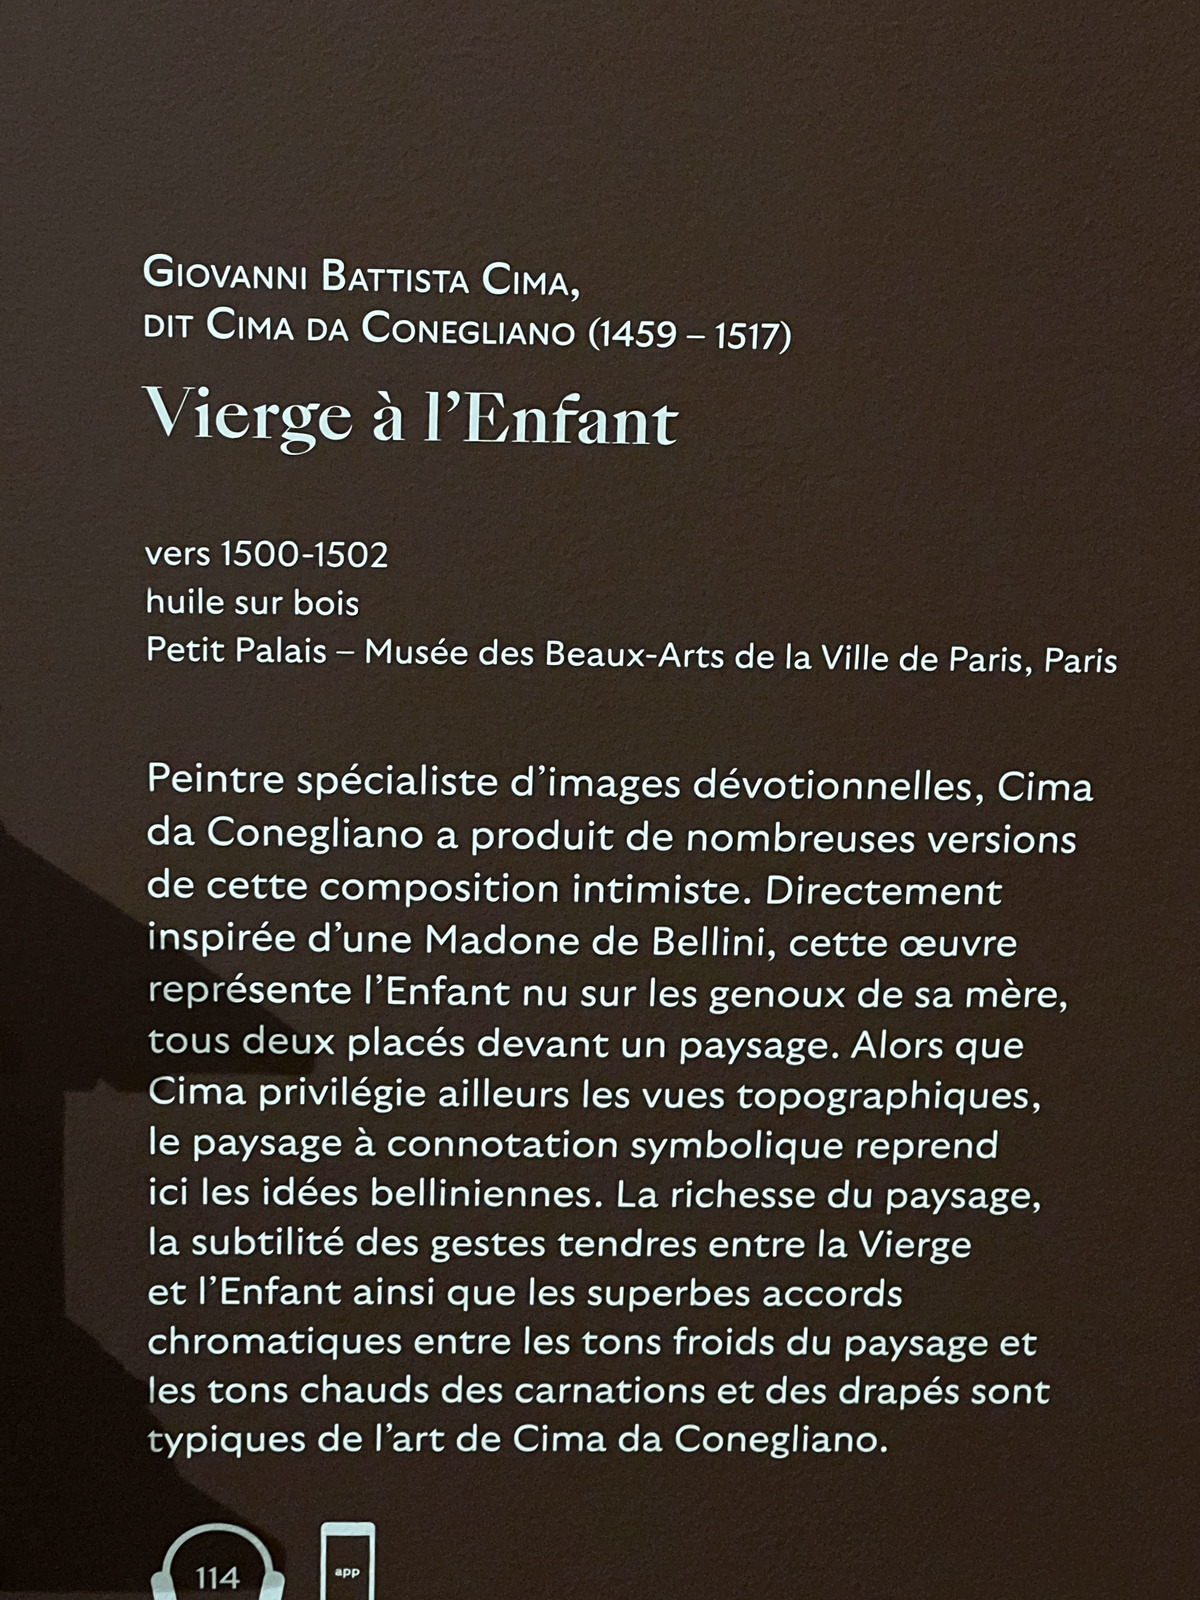 GIOVANNI BATTISTA CIMA,
DIT CIMA DA CONEGLIANO (1459 – 1517)
Vierge à l’Enfant
vers 1500-1502
huile sur bois
Petit Palais – Musée des Beaux-Arts de la Ville de Paris, Paris
Peintre spécialiste d’images dévotionnelles, Cima
da Conegliano a produit de nombreuses versions
de cette composition intimiste. Directement
inspirée d’une Madone de Bellini, cette œuvre
représente l’Enfant nu sur les genoux de sa mère,
tous deux placés devant un paysage. Alors que
Cima privilégie ailleurs les vues topographiques,
le paysage à connotation symbolique reprend
ici les idées belliniennes. La richesse du paysage,
la subtilité des gestes tendres entre la Vierge
et l’Enfant ainsi que les superbes accords
chromatiques entre les tons froids du paysage et
les tons chauds des carnations et des drapés sont
typiques de l’art de Cima da Conegliano.
114 app